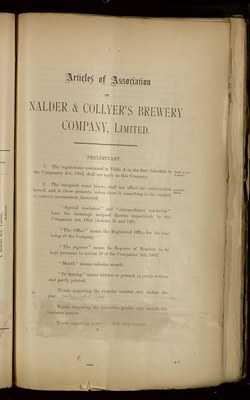 Articles of Association
OF
NALDER & COLLYER'S BREWERY
COMPANY, LIMITED.
PRELIMINARY.
1. The regulations contained in Table A in the first Schedule to
the Companies Act, 1862, shall not apply to this Company.
2. The marginal notes hereto shall not affect the construction
hereof, and in these presents, unless there be something in the subject
or context inconsistent therewith,
"Special resolution" and "extraordinary resolution"
have the meanings assigned thereto respectively by the
Companies Act, 1862
"The Office" means the Registered Office for the time
being of the Company.
"The register" means the Register of Members to be
kept pursuant to section 25 of the Companies Act, 1862.
"Month" means calendar month.
"In writing" means written or printed, or partly written
and partly printed.
Words importing the singular number only include the
Words importing the masculine gender only include the
feminine gender.
Words importing